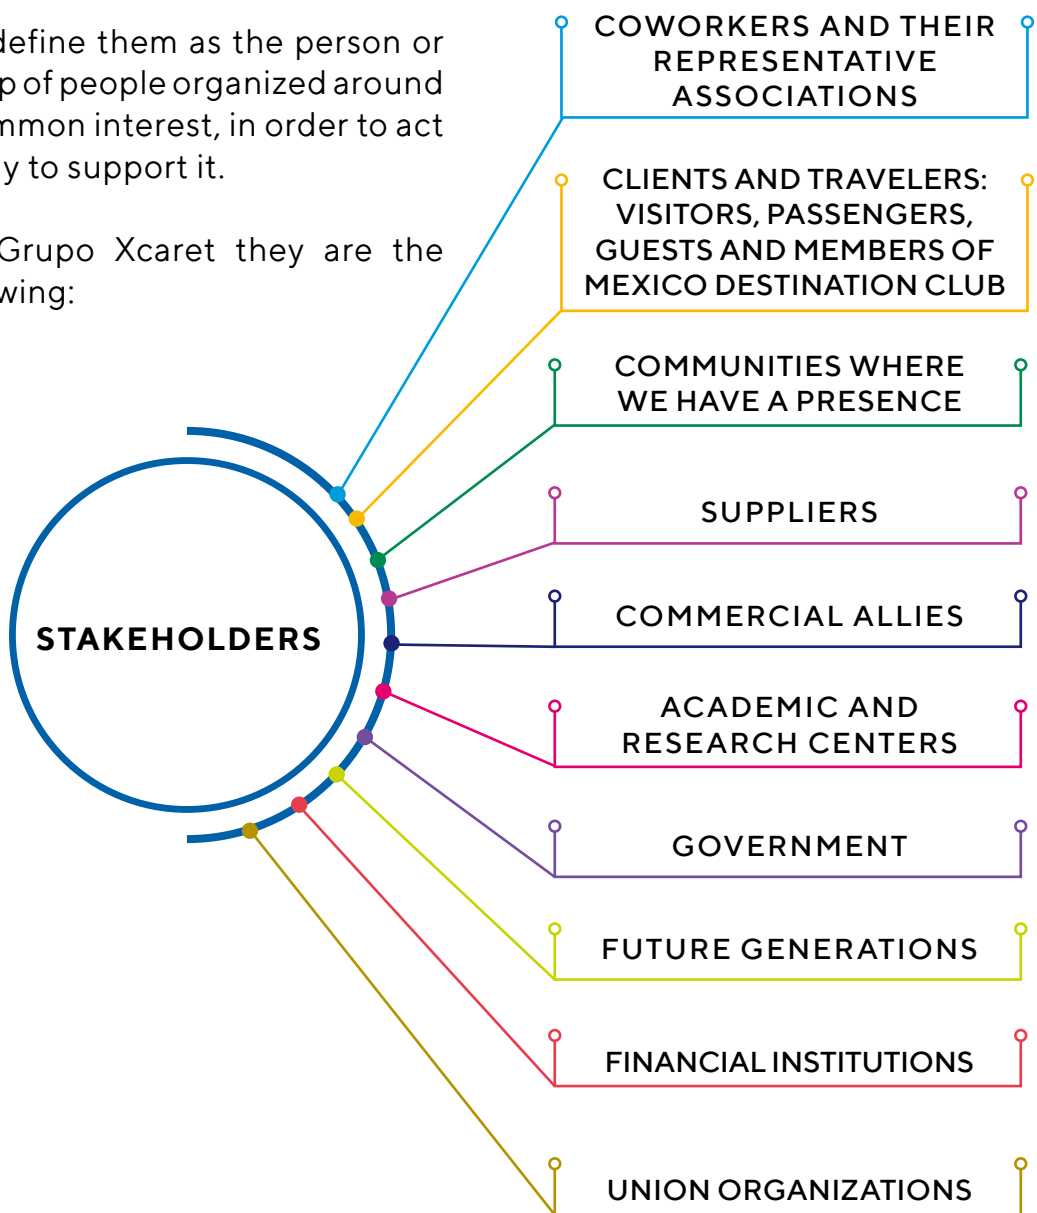 define them as the person or
p of people organized around
mmon interest, in order to act
y to support it.
Grupo Xcaret they are the
wing:
STAKEHOLDERS
COWORKERS AND THEIR
REPRESENTATIVE
ASSOCIATIONS
CLIENTS AND TRAVELERS:
VISITORS, PASSENGERS,
GUESTS AND MEMBERS OF
MEXICO DESTINATION CLUB
COMMUNITIES WHERE
WE HAVE A PRESENCE
SUPPLIERS
COMMERCIAL ALLIES
ACADEMIC AND
RESEARCH CENTERS
GOVERNMENT
FUTURE GENERATIONS
FINANCIAL INSTITUTIONS
UNION ORGANIZATIONS